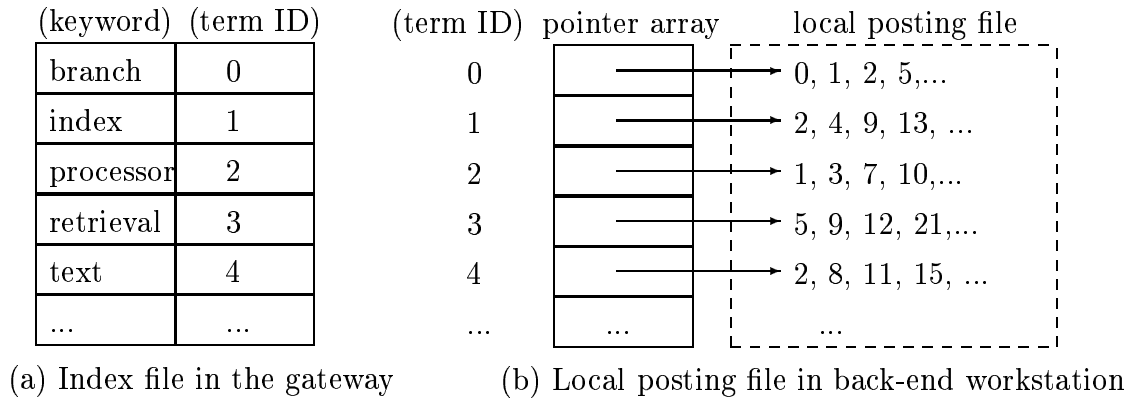 (keyword) (term ID) (term ID) pointer array local posting file
branch 0 0 0, 1, 2, 5,...
index 1 1 2, 4, 9, 13, ...
processor 2 2 1, 3, 7, 10,...
retrieval 3 3 5, 9, 12, 21,...
text 4 4 2, 8, 11, 15, ...
... ... ... ... ...
(a) Index file in the gateway (b) Local posting file in back-end workstation